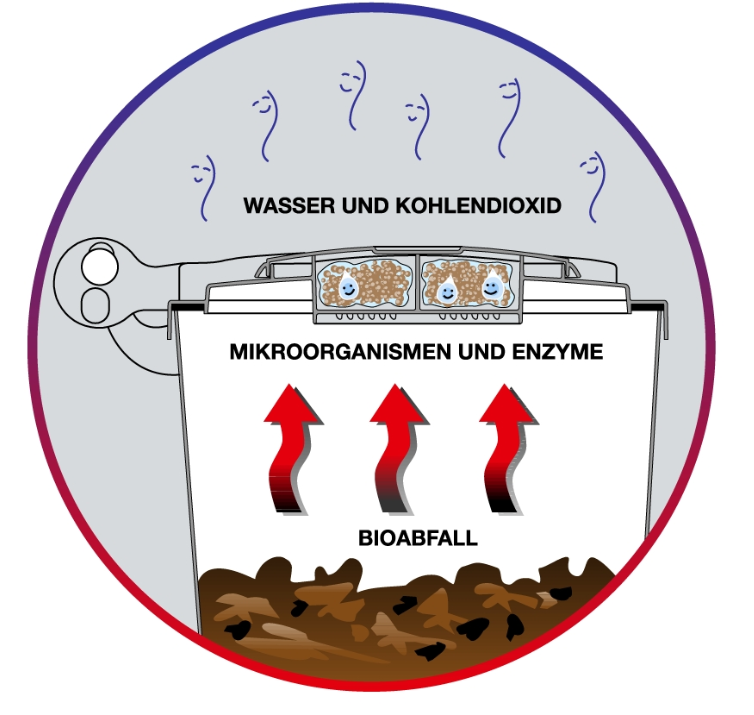 WASSER UND KOHLENDIOXID
MIKROORGANISMEN UND ENZYME
BIOABFALL